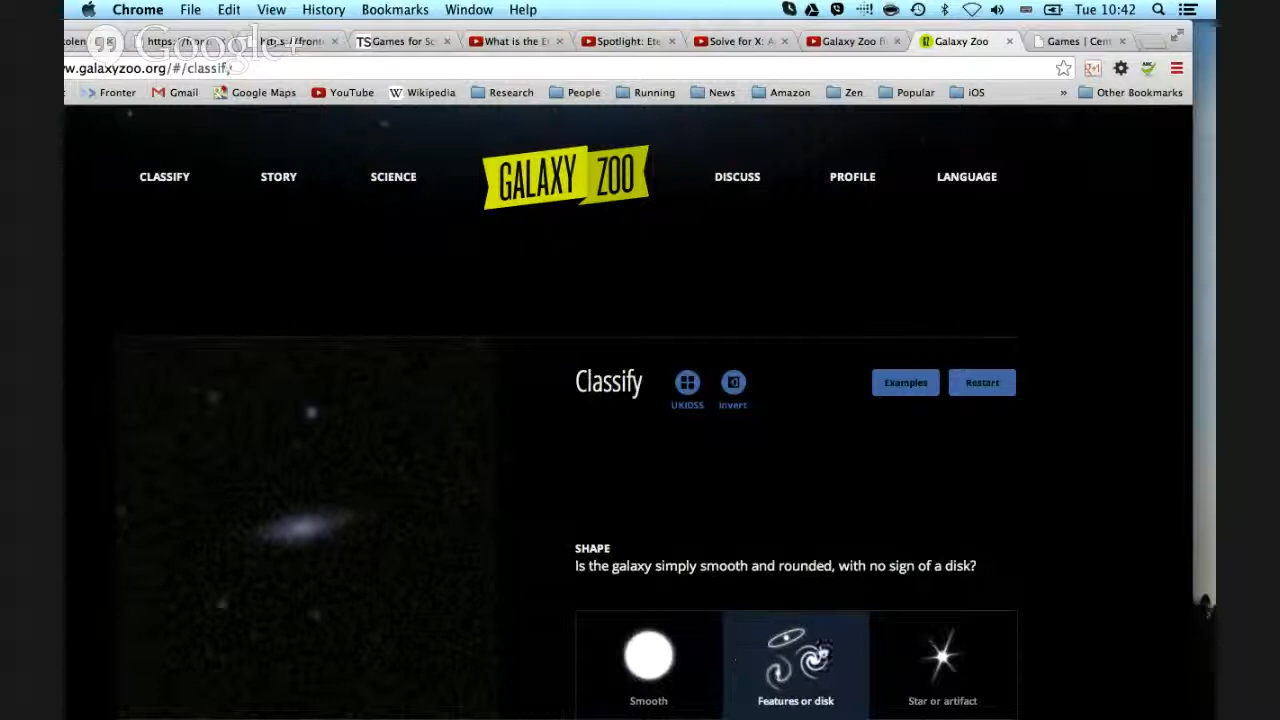 Chrome File Edit View History Bookmarks Window Help Tue 10:42
Google+
TS Games for Sc What is the E Spotlight: Ete Solve for X: A Galaxy Zoo fi Galaxy Zoo Games | Cen
w.galaxyzoo.org/#/classify
Fronter Gmail Google Maps YouTube W Wikipedia Research People Running News Amazon Zen Popular iOS » Other Bookmarks
CLASSIFY STORY SCIENCE GALAXY ZOO DISCUSS PROFILE LANGUAGE
Classify Examples Restart
UKIDSS Invert
SHAPE
Is the galaxy simply smooth and rounded, with no sign of a disk?
Smooth Features or disk Star or artifact